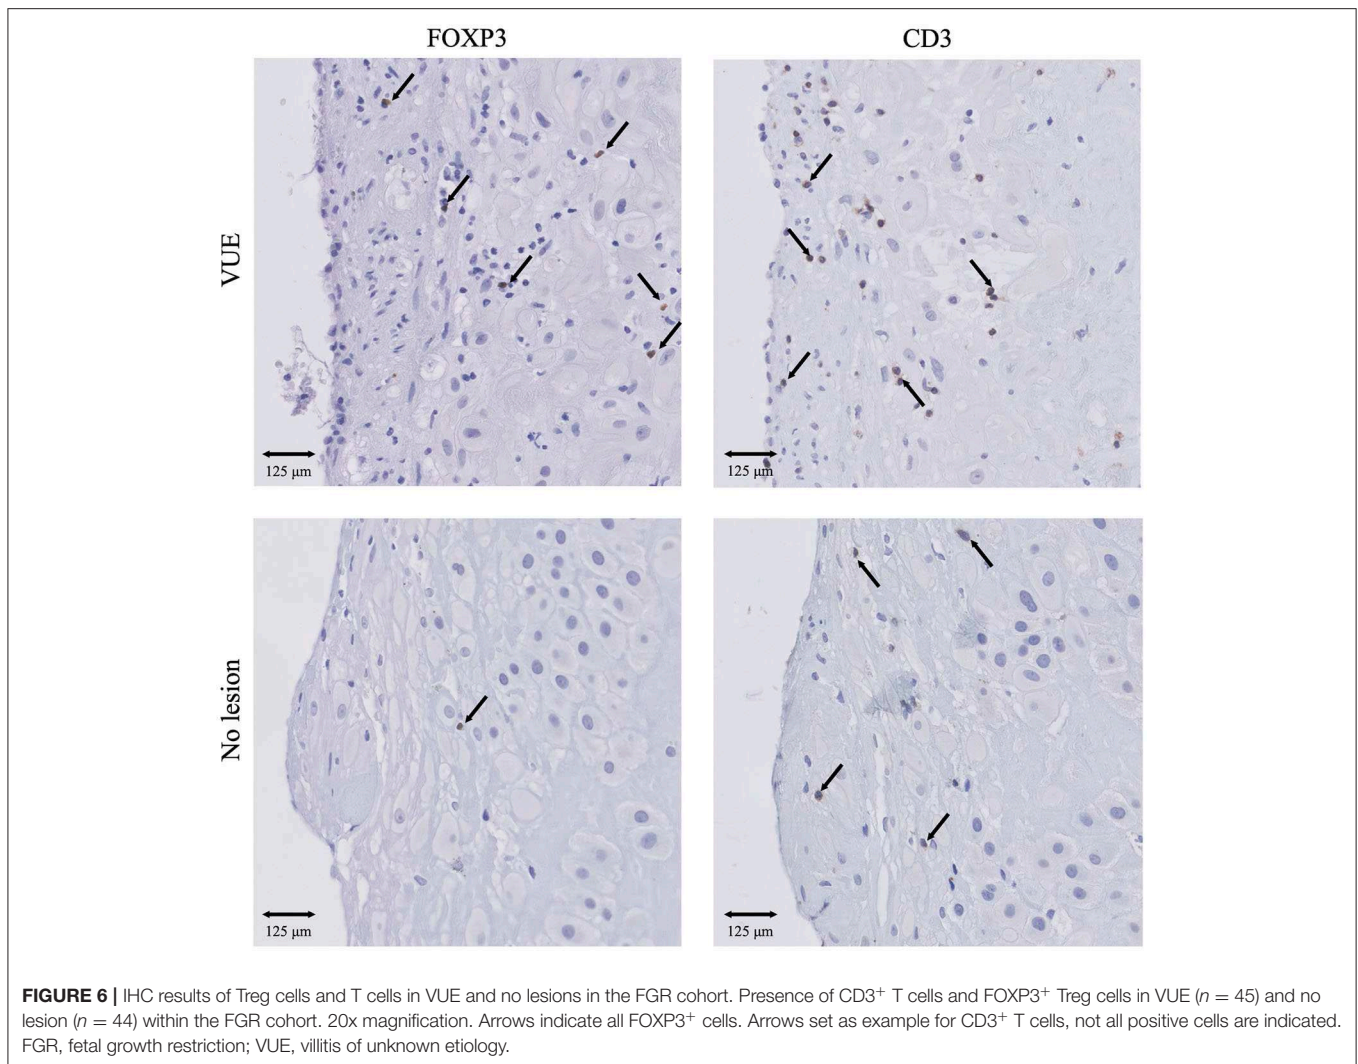 FOXP3
CD3
VUE
125 µm
125 µm
No lesion
125 µm
125 µm
FIGURE 6 | IHC results of Treg cells and T cells in VUE and no lesions in the FGR cohort. Presence of CD3⁺ T cells and FOXP3⁺ Treg cells in VUE (n = 45) and no
lesion (n = 44) within the FGR cohort. 20x magnification. Arrows indicate all FOXP3⁺ cells. Arrows set as example for CD3⁺ T cells, not all positive cells are indicated.
FGR, fetal growth restriction; VUE, villitis of unknown etiology.